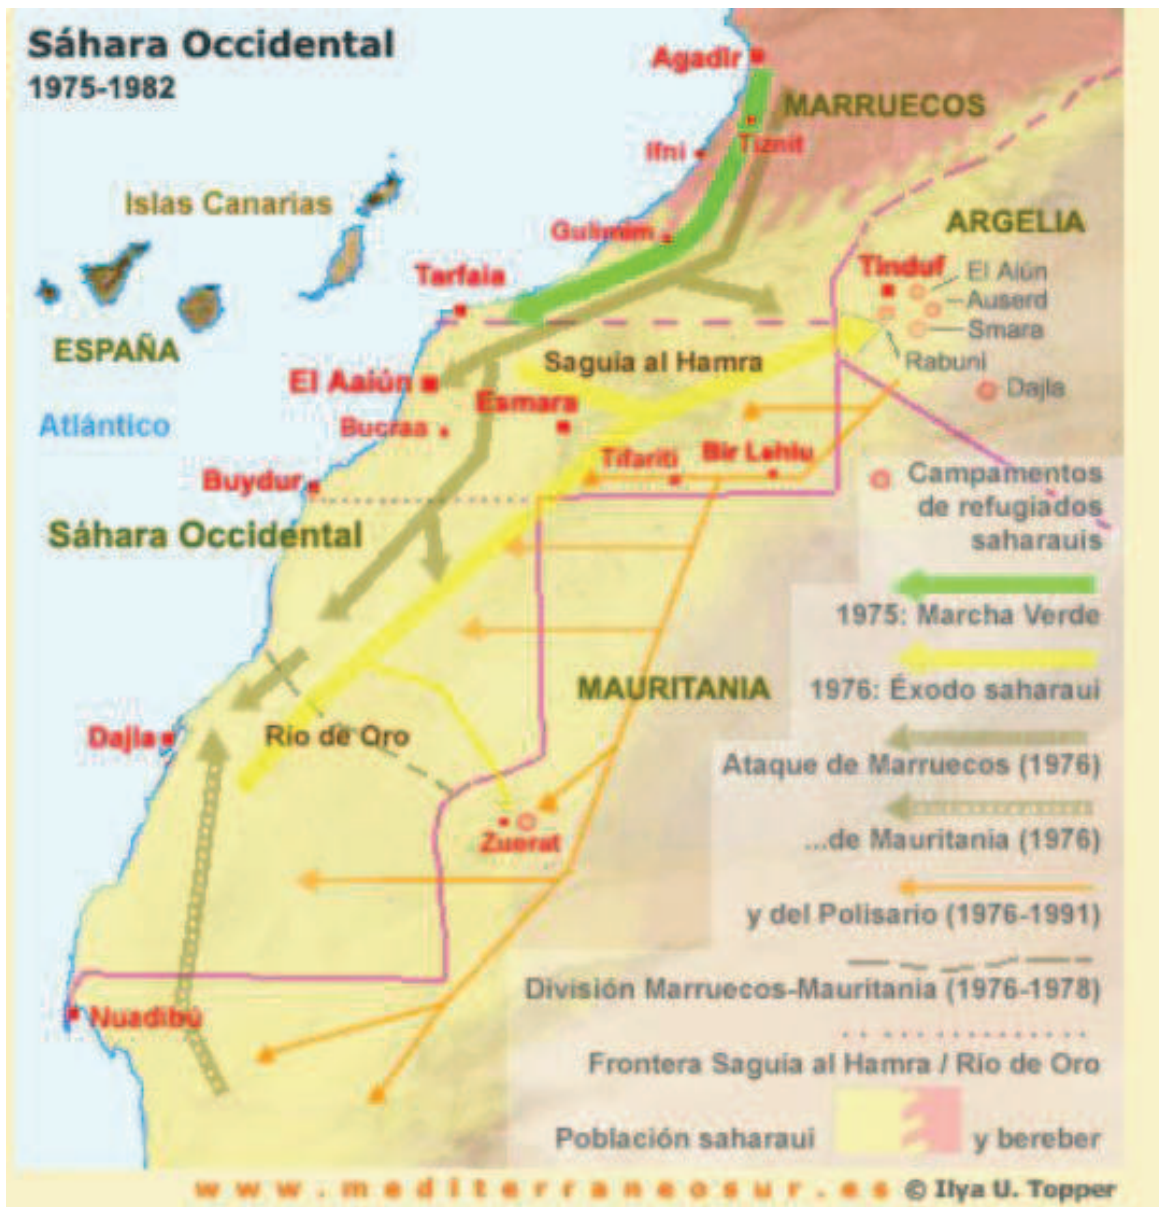 Sáhara Occidental
1975-1982
Agadir
MARRUECOS
Tiznit
Ifni
Islas Canarias
Gulimim
ARGELIA
Tarfaia
Tinduf
El Aiún
Auserd
Smara
ESPAÑA
Saguia al Hamra
Rabuni
El Aaiún
Dajla
Esmara
Atlántico
Bucraa
Tifariti
Bir Lehlu
Buydur
Campamentos
de refugiados
saharauis
Sáhara Occidental
1975: Marcha Verde
MAURITANIA
1976: Éxodo saharaui
Dajla
Río de Oro
Ataque de Marruecos (1976)
Zuerat
...de Mauritania (1976)
y del Polisario (1976-1991)
División Marruecos-Mauritania (1976-1978)
Nuadibú
Frontera Saguia al Hamra / Río de Oro
Población saharaui y bereber
www.mediterraneosur.es © Ilya U. Topper